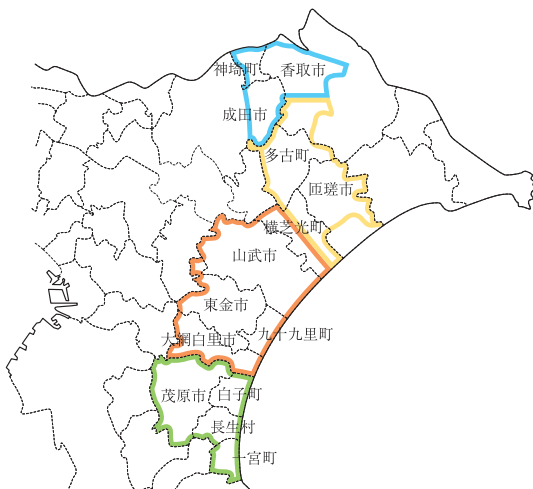 神埼町
香取市
成田市
多古町
匝瑳市
横芝光町
山武市
東金市
大網白里市
九十九里町
茂原市
白子町
長生村
一宮町